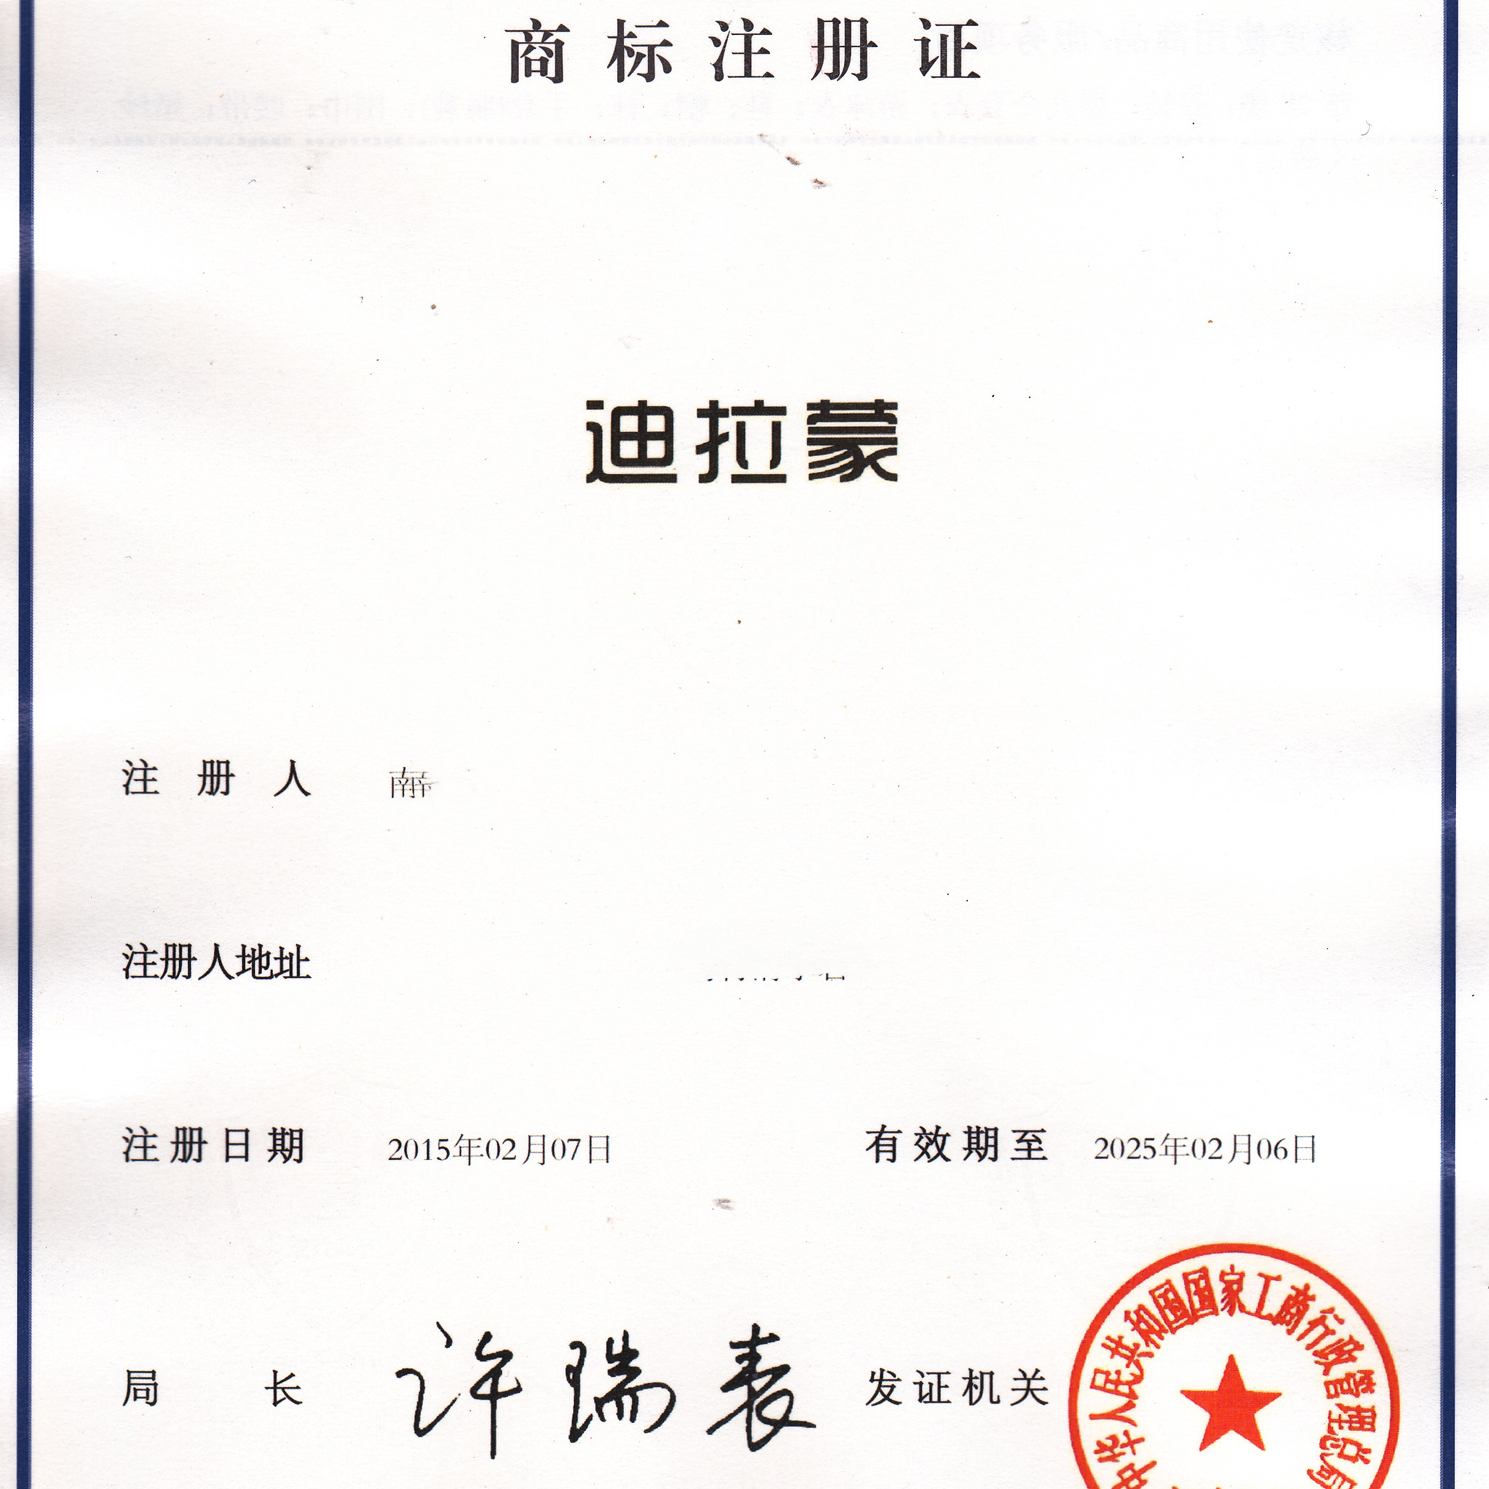 商标注册证
迪拉蒙
注册人
注册人地址
注册日期 2015年02月07日 有效期至 2025年02月06日
局长 许瑞表 发证机关
中华人民共和国国家工商行政管理总局